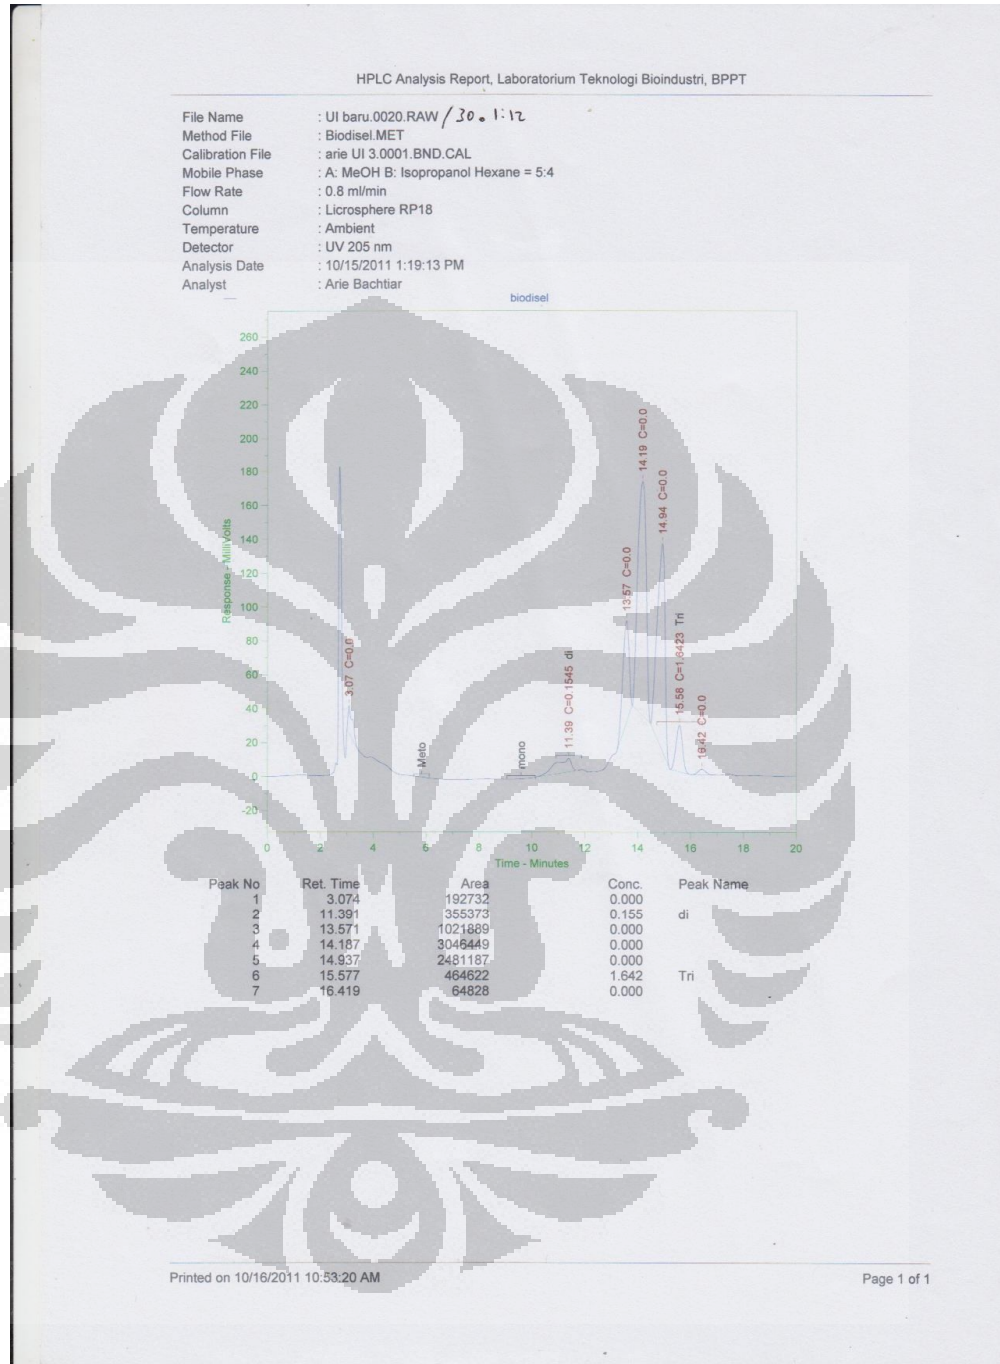 HPLC Analysis Report, Laboratorium Teknologi Bioindustri, BPPT
File Name : UI baru.0020.RAW / 30. 1:12
Method File : Biodisel.MET
Calibration File : arie UI 3.0001.BND.CAL
Mobile Phase : A: MeOH B: Isopropanol Hexane = 5:4
Flow Rate : 0.8 ml/min
Column : Licrosphere RP18
Temperature : Ambient
Detector : UV 205 nm
Analysis Date : 10/15/2011 1:19:13 PM
Analyst : Arie Bachtiar
biodisel
260
240
220
200
180
160
140
120
100
80
60
40
20
0
-20
Response - MilliVolts
3.07 C=0.0
Meto
mono
11.39 C=0.1545 di
13.57 C=0.0
14.19 C=0.0
14.94 C=0.0
15.58 C=1.6423 Tri
16.42 C=0.0
0 2 4 6 8 10 12 14 16 18 20
Time - Minutes
Peak No Ret. Time Area Conc. Peak Name
1 3.074 192732 0.000
2 11.391 355373 0.155 di
3 13.571 1021889 0.000
4 14.187 3046449 0.000
5 14.937 2481187 0.000
6 15.577 464622 1.642 Tri
7 16.419 64828 0.000
Printed on 10/16/2011 10:53:20 AM Page 1 of 1